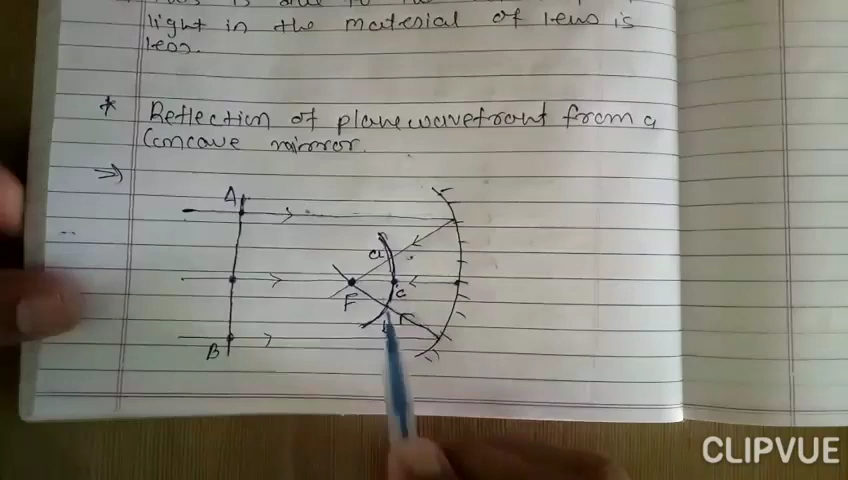 light in the material of lens is
less.
* Reflection of plane wavefront from a
Concave mirror.
⇒
A
a
F
c
B
CLIPVUE